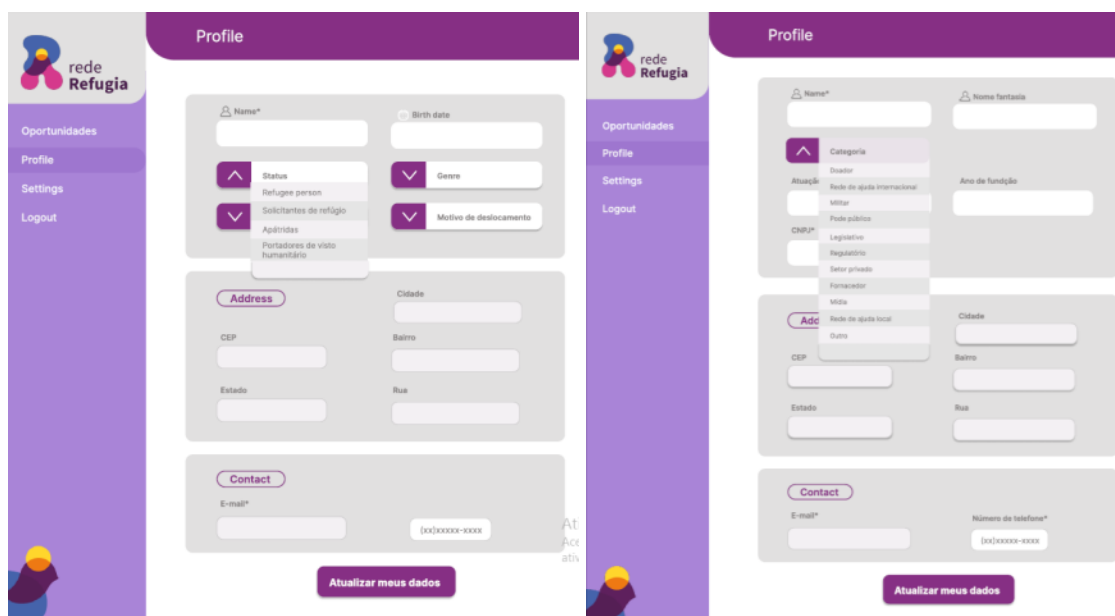 Profile
rede
Refugia
Oportunidades
Profile
Settings
Logout
Name*
Birth date
Status
Genre
Refugee person
Solicitantes de refúgio
Motivo de deslocamento
Apátridas
Portadores de visto
humanitário
Address
Cidade
CEP
Bairro
Estado
Rua
Contact
E-mail*
(xx)xxxxx-xxxx
Atualizar meus dados
Profile
rede
Refugia
Oportunidades
Profile
Settings
Logout
Name*
Nome fantasia
Categoria
Doador
Atuaçã
Rede de ajuda internacional
Ano de fundção
Militar
Pode público
CNPJ*
Legislativo
Regulatório
Setor privado
Fornecedor
Mídia
Add
Rede de ajuda local
Cidade
Outro
CEP
Bairro
Estado
Rua
Contact
E-mail*
Número de telefone*
(xx)xxxxx-xxxx
Atualizar meus dados